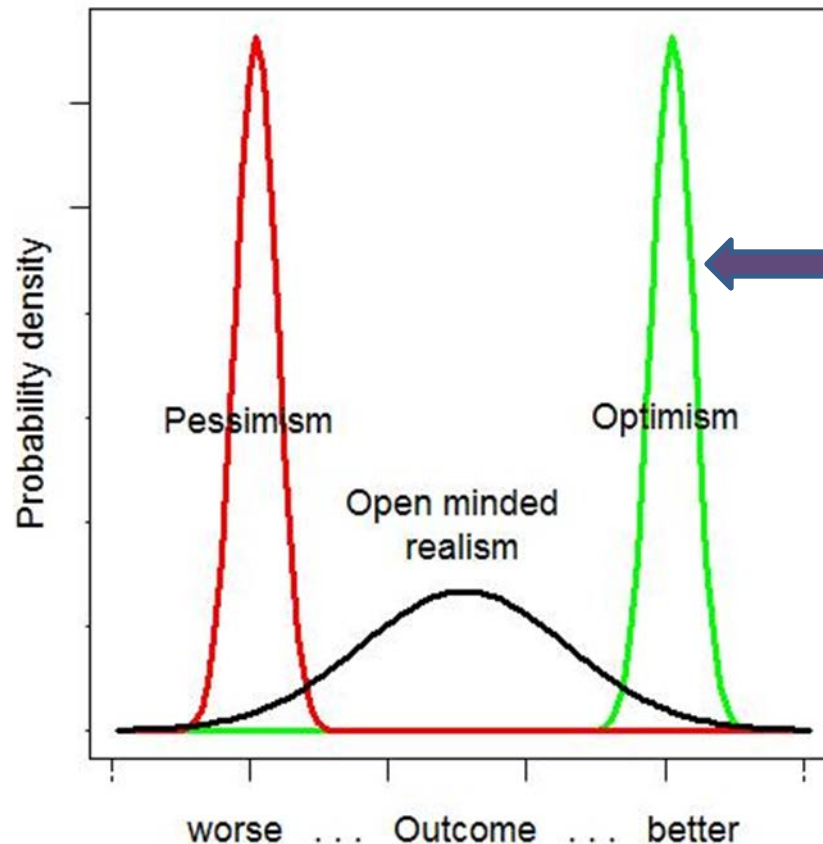 Probability density
Pessimism
Optimism
Open minded
realism
worse . . . Outcome . . . better